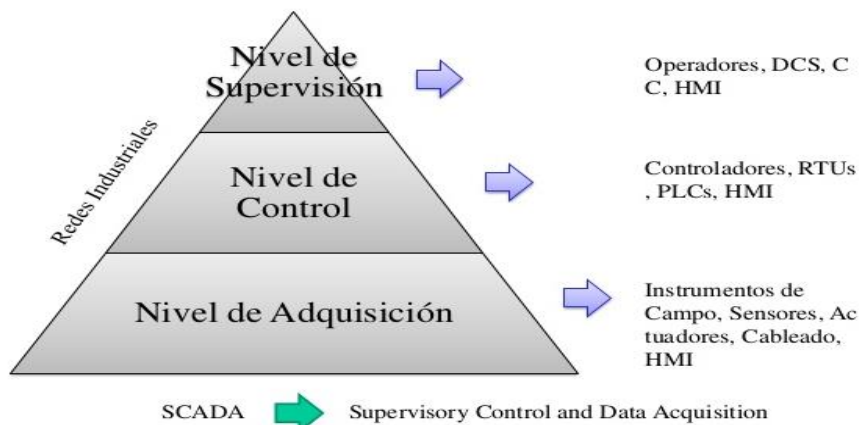 Nivel de
Supervisión
Operadores, DCS, C
C, HMI
Redes Industriales
Nivel de
Control
Controladores, RTUs
, PLCs, HMI
Nivel de Adquisición
Instrumentos de
Campo, Sensores, Ac
tuadores, Cableado,
HMI
SCADA
Supervisory Control and Data Acquisition